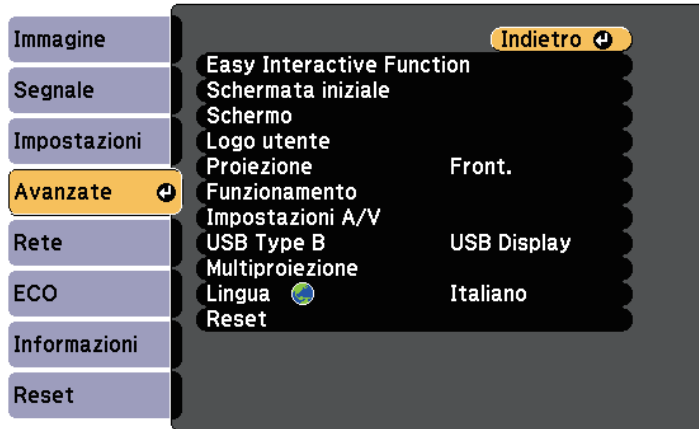 Immagine
Segnale
Impostazioni
Avanzate
Rete
ECO
Informazioni
Reset
Indietro
Easy Interactive Function
Schermata iniziale
Schermo
Logo utente
Proiezione Front.
Funzionamento
Impostazioni A/V
USB Type B USB Display
Multiproiezione
Lingua Italiano
Reset